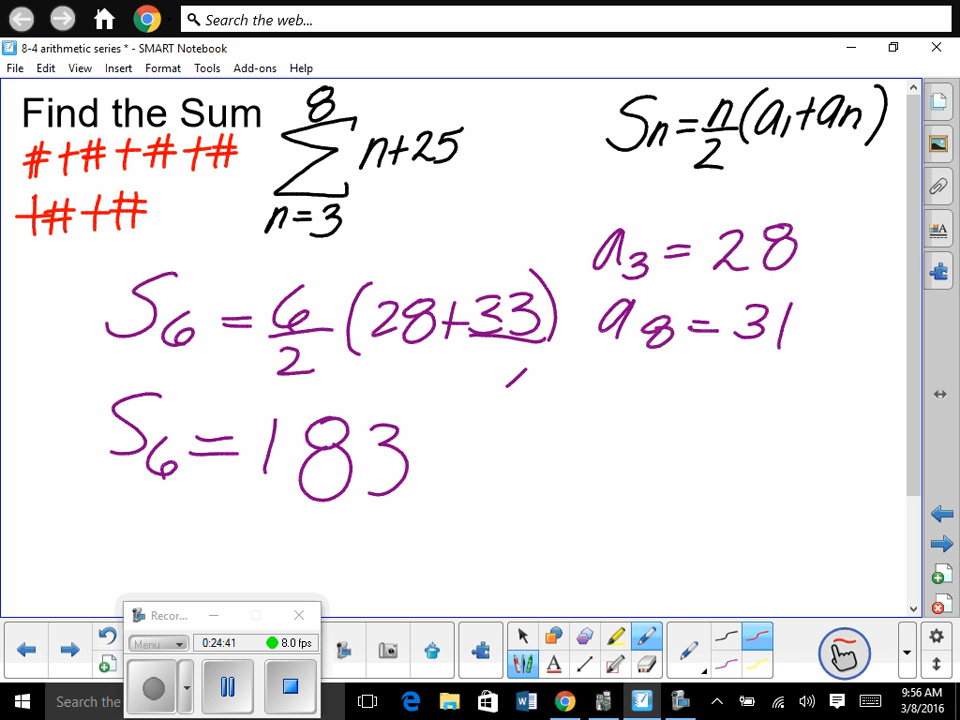 Search the web...
8-4 arithmetic series * - SMART Notebook
File Edit View Insert Format Tools Add-ons Help
Find the Sum
8
Σ n+25
n=3
Sn = n/2 (a1+an)
#+#+#+#
+#+#
a3 = 28
a8 = 31
S6 = 6/2 (28+33)
S6 = 183
Recor...
Menu 0:24:41 8.0 fps
Search the
9:56 AM
3/8/2016